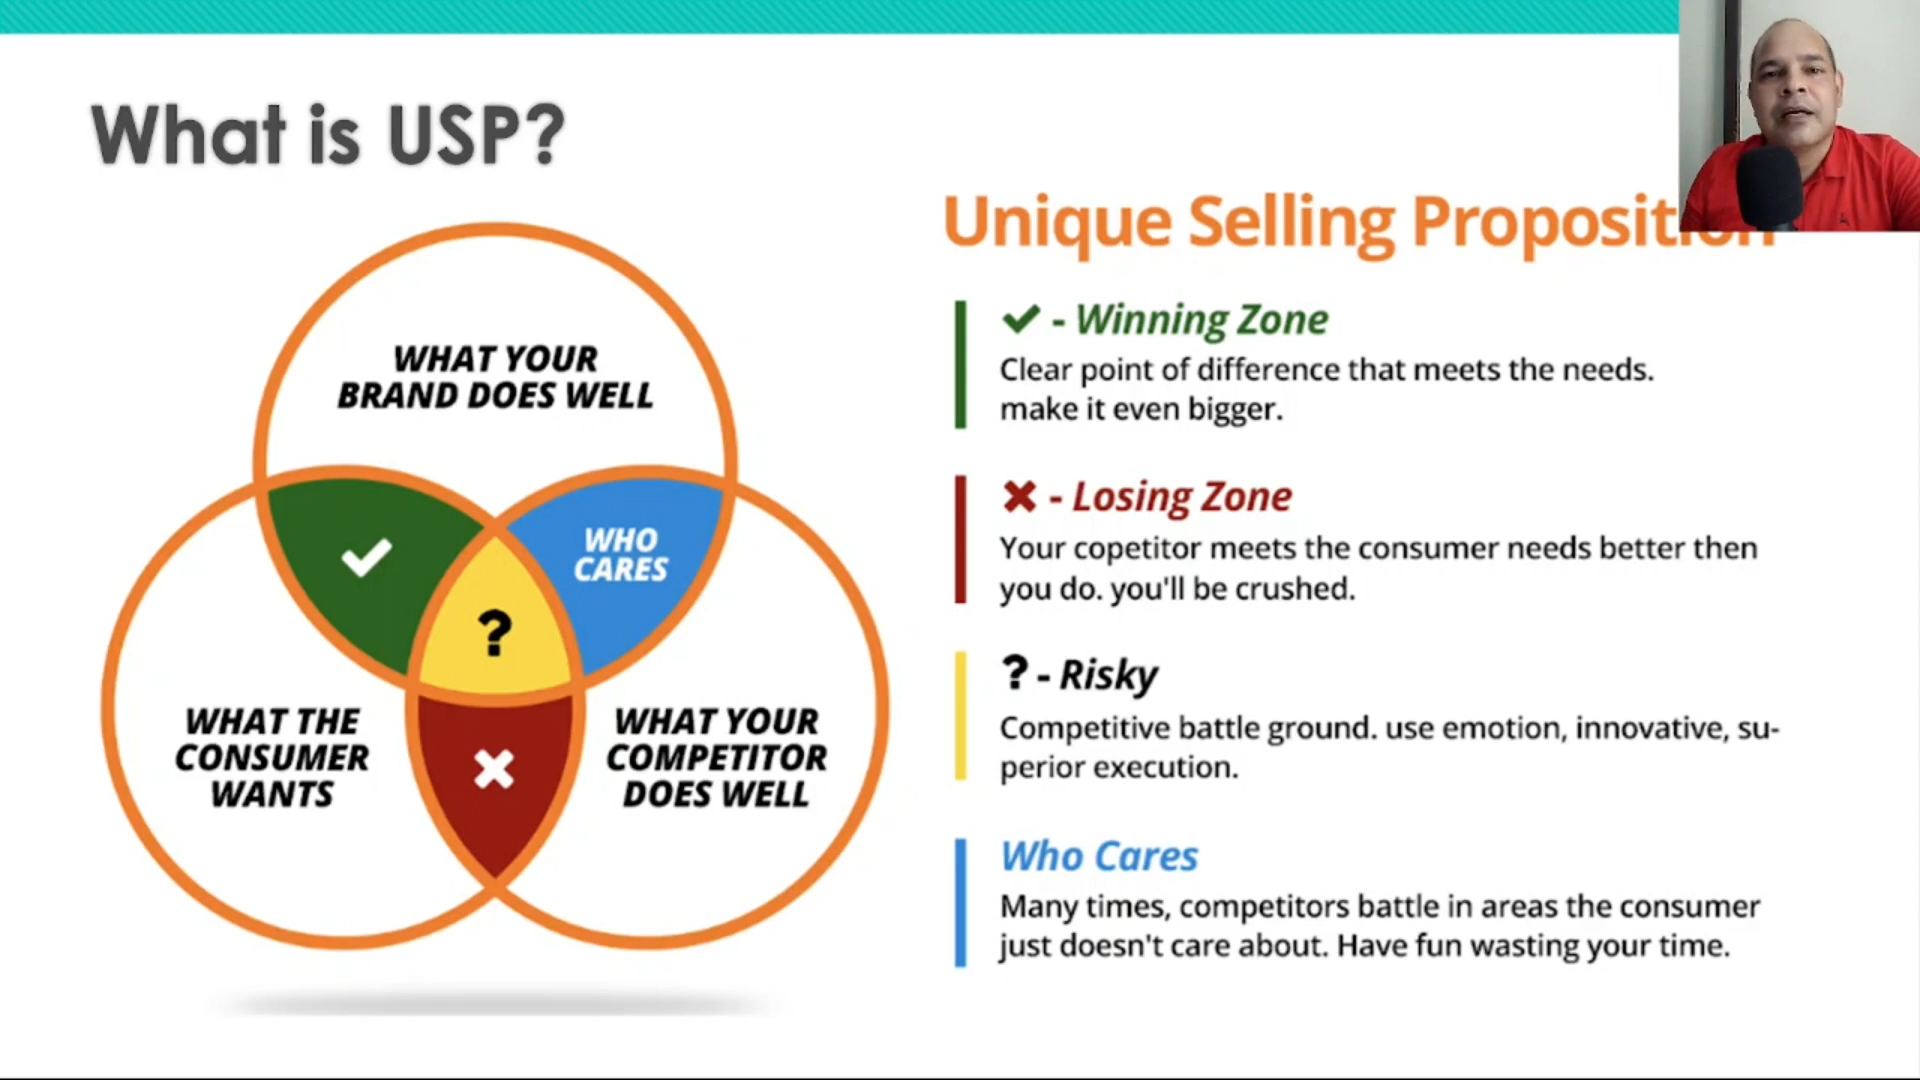 What is USP?
Unique Selling Proposition
WHAT YOUR
BRAND DOES WELL
WHO
CARES
?
WHAT THE
CONSUMER
WANTS
WHAT YOUR
COMPETITOR
DOES WELL
✔ - Winning Zone
Clear point of difference that meets the needs.
make it even bigger.
✖ - Losing Zone
Your copetitor meets the consumer needs better then
you do. you'll be crushed.
? - Risky
Competitive battle ground. use emotion, innovative, su-
perior execution.
Who Cares
Many times, competitors battle in areas the consumer
just doesn't care about. Have fun wasting your time.